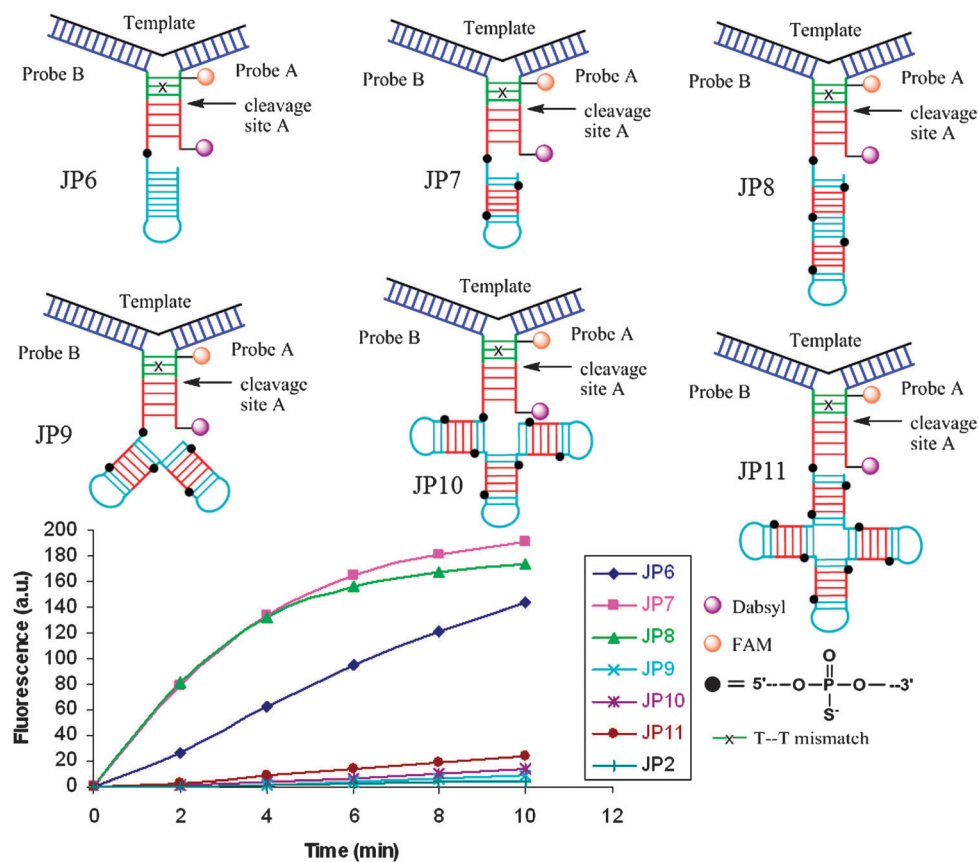 Template
Probe B
Probe A
cleavage
site A
JP6
Template
Probe B
Probe A
cleavage
site A
JP7
Template
Probe B
Probe A
cleavage
site A
JP8
Template
Probe B
Probe A
cleavage
site A
JP9
Template
Probe B
Probe A
cleavage
site A
JP10
Template
Probe B
Probe A
cleavage
site A
JP11
Fluorescence (a.u.)
200
180
160
140
120
100
80
60
40
20
0
0 2 4 6 8 10 12
Time (min)
JP6
JP7
JP8
JP9
JP10
JP11
JP2
Dabsyl
FAM
O
= 5'---O—P—O---3'
S-
X T--T mismatch
X
X
X
X
X
X